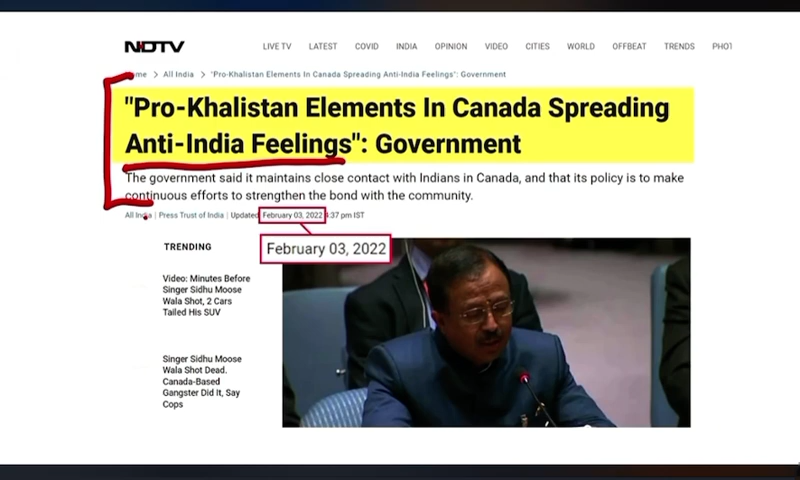 NDTV
LIVE TV LATEST COVID INDIA OPINION VIDEO CITIES WORLD OFFBEAT TRENDS PHOT
ome > All India > "Pro-Khalistan Elements In Canada Spreading Anti-India Feelings": Government
"Pro-Khalistan Elements In Canada Spreading
Anti-India Feelings": Government
The government said it maintains close contact with Indians in Canada, and that its policy is to make
continuous efforts to strengthen the bond with the community.
All India | Press Trust of India | Updated February 03, 2022 4:37 pm IST
February 03, 2022
TRENDING
Video: Minutes Before
Singer Sidhu Moose
Wala Shot, 2 Cars
Tailed His SUV
Singer Sidhu Moose
Wala Shot Dead.
Canada-Based
Gangster Did It, Say
Cops